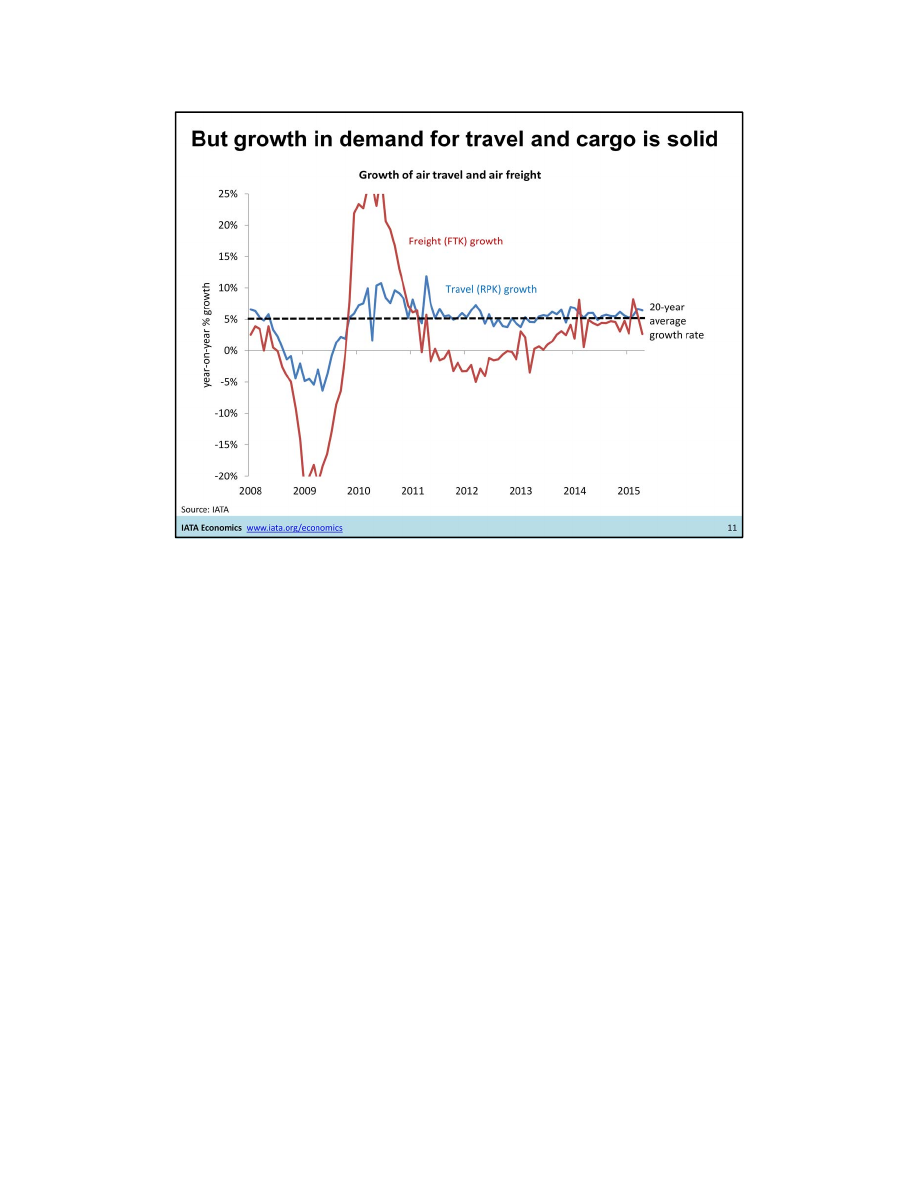 But growth in demand for travel and cargo is solid
Growth of air travel and air freight
25%
20%
15%
10%
5%
0%
-5%
-10%
-15%
-20%
year-on-year % growth
Freight (FTK) growth
Travel (RPK) growth
20-year
average
growth rate
2008 2009 2010 2011 2012 2013 2014 2015
Source: IATA
IATA Economics www.iata.org/economics 11